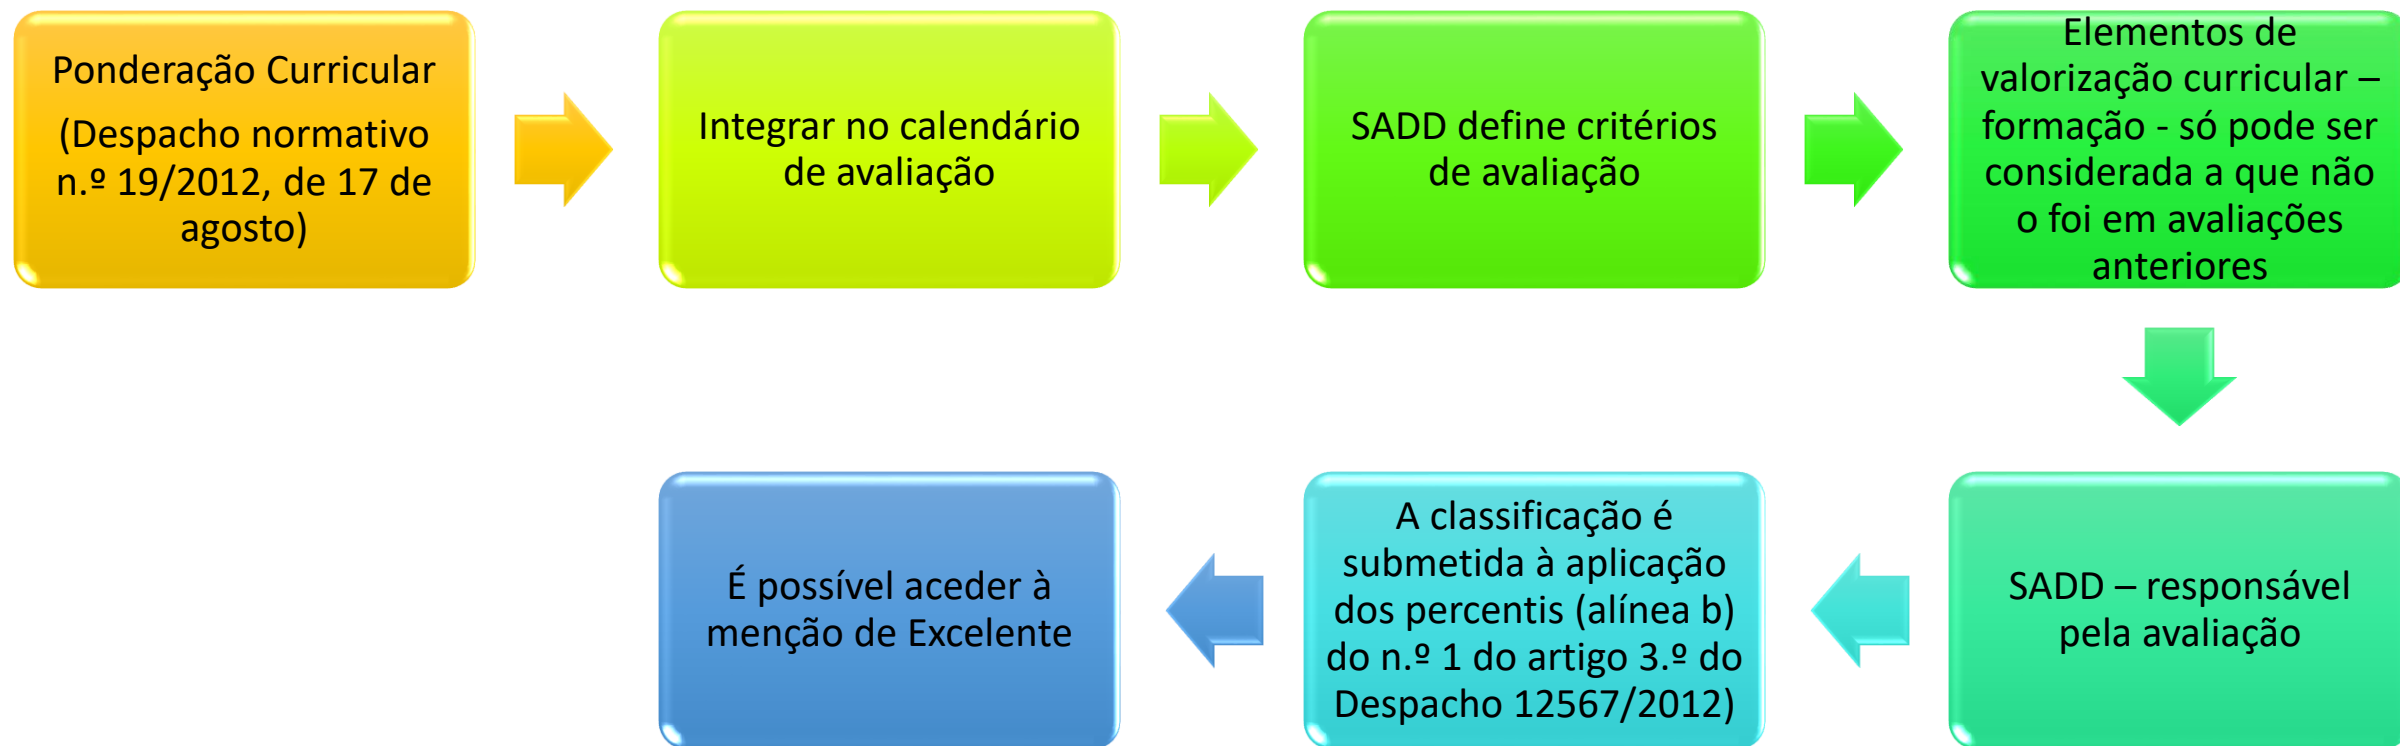 Ponderação Curricular
(Despacho normativo
n.º 19/2012, de 17 de
agosto)
Integrar no calendário
de avaliação
SADD define critérios
de avaliação
Elementos de
valorização curricular –
formação - só pode ser
considerada a que não
o foi em avaliações
anteriores
SADD – responsável
pela avaliação
A classificação é
submetida à aplicação
dos percentis (alínea b)
do n.º 1 do artigo 3.º do
Despacho 12567/2012)
É possível aceder à
menção de Excelente